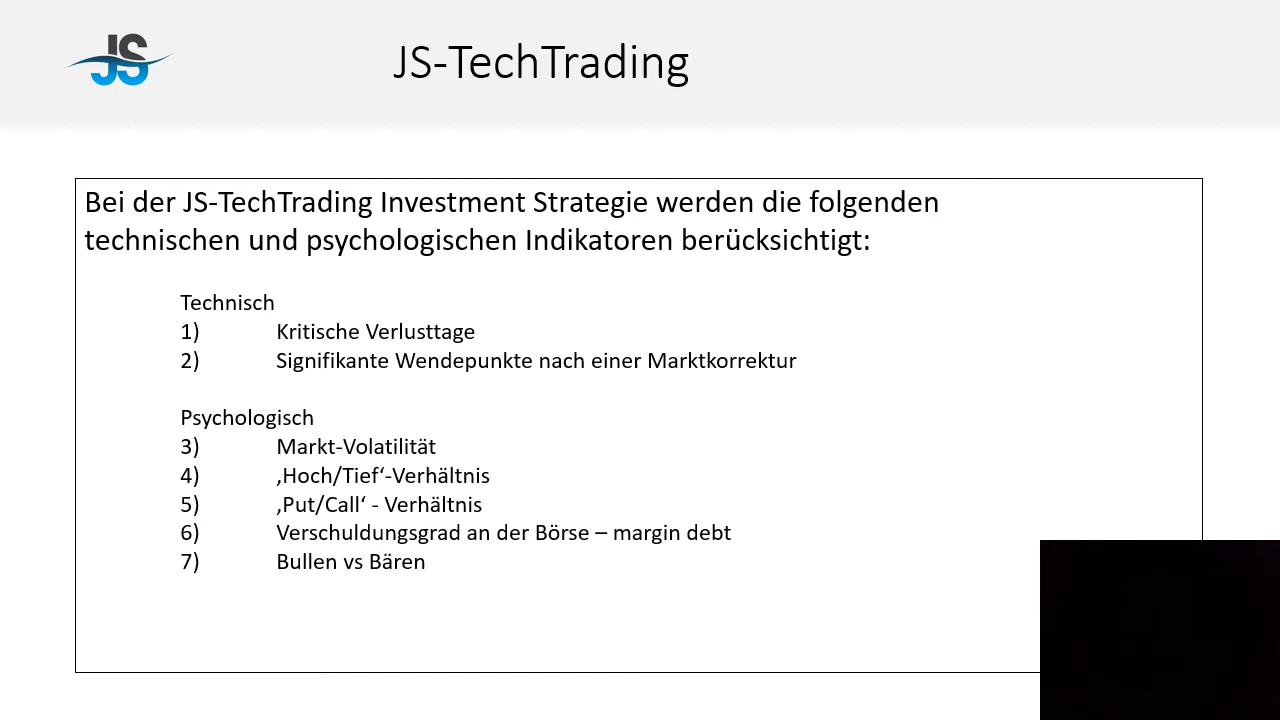 JS
JS-TechTrading
Bei der JS-TechTrading Investment Strategie werden die folgenden
technischen und psychologischen Indikatoren berücksichtigt:
Technisch
1) Kritische Verlusttage
2) Signifikante Wendepunkte nach einer Marktkorrektur
Psychologisch
3) Markt-Volatilität
4) ‚Hoch/Tief‘-Verhältnis
5) ‚Put/Call‘ - Verhältnis
6) Verschuldungsgrad an der Börse – margin debt
7) Bullen vs Bären